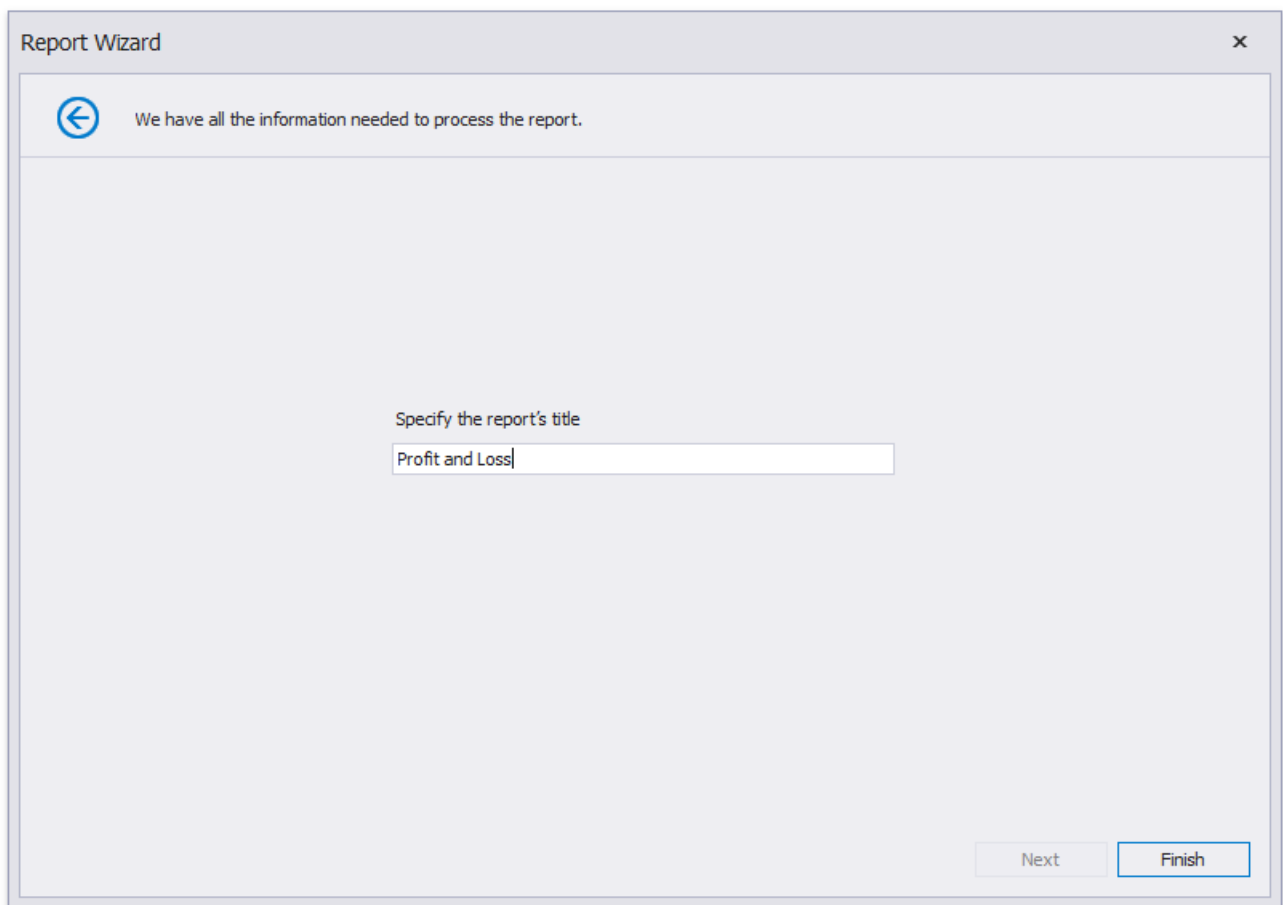 Report Wizard
We have all the information needed to process the report.
Specify the report's title
Profit and Loss
Next
Finish